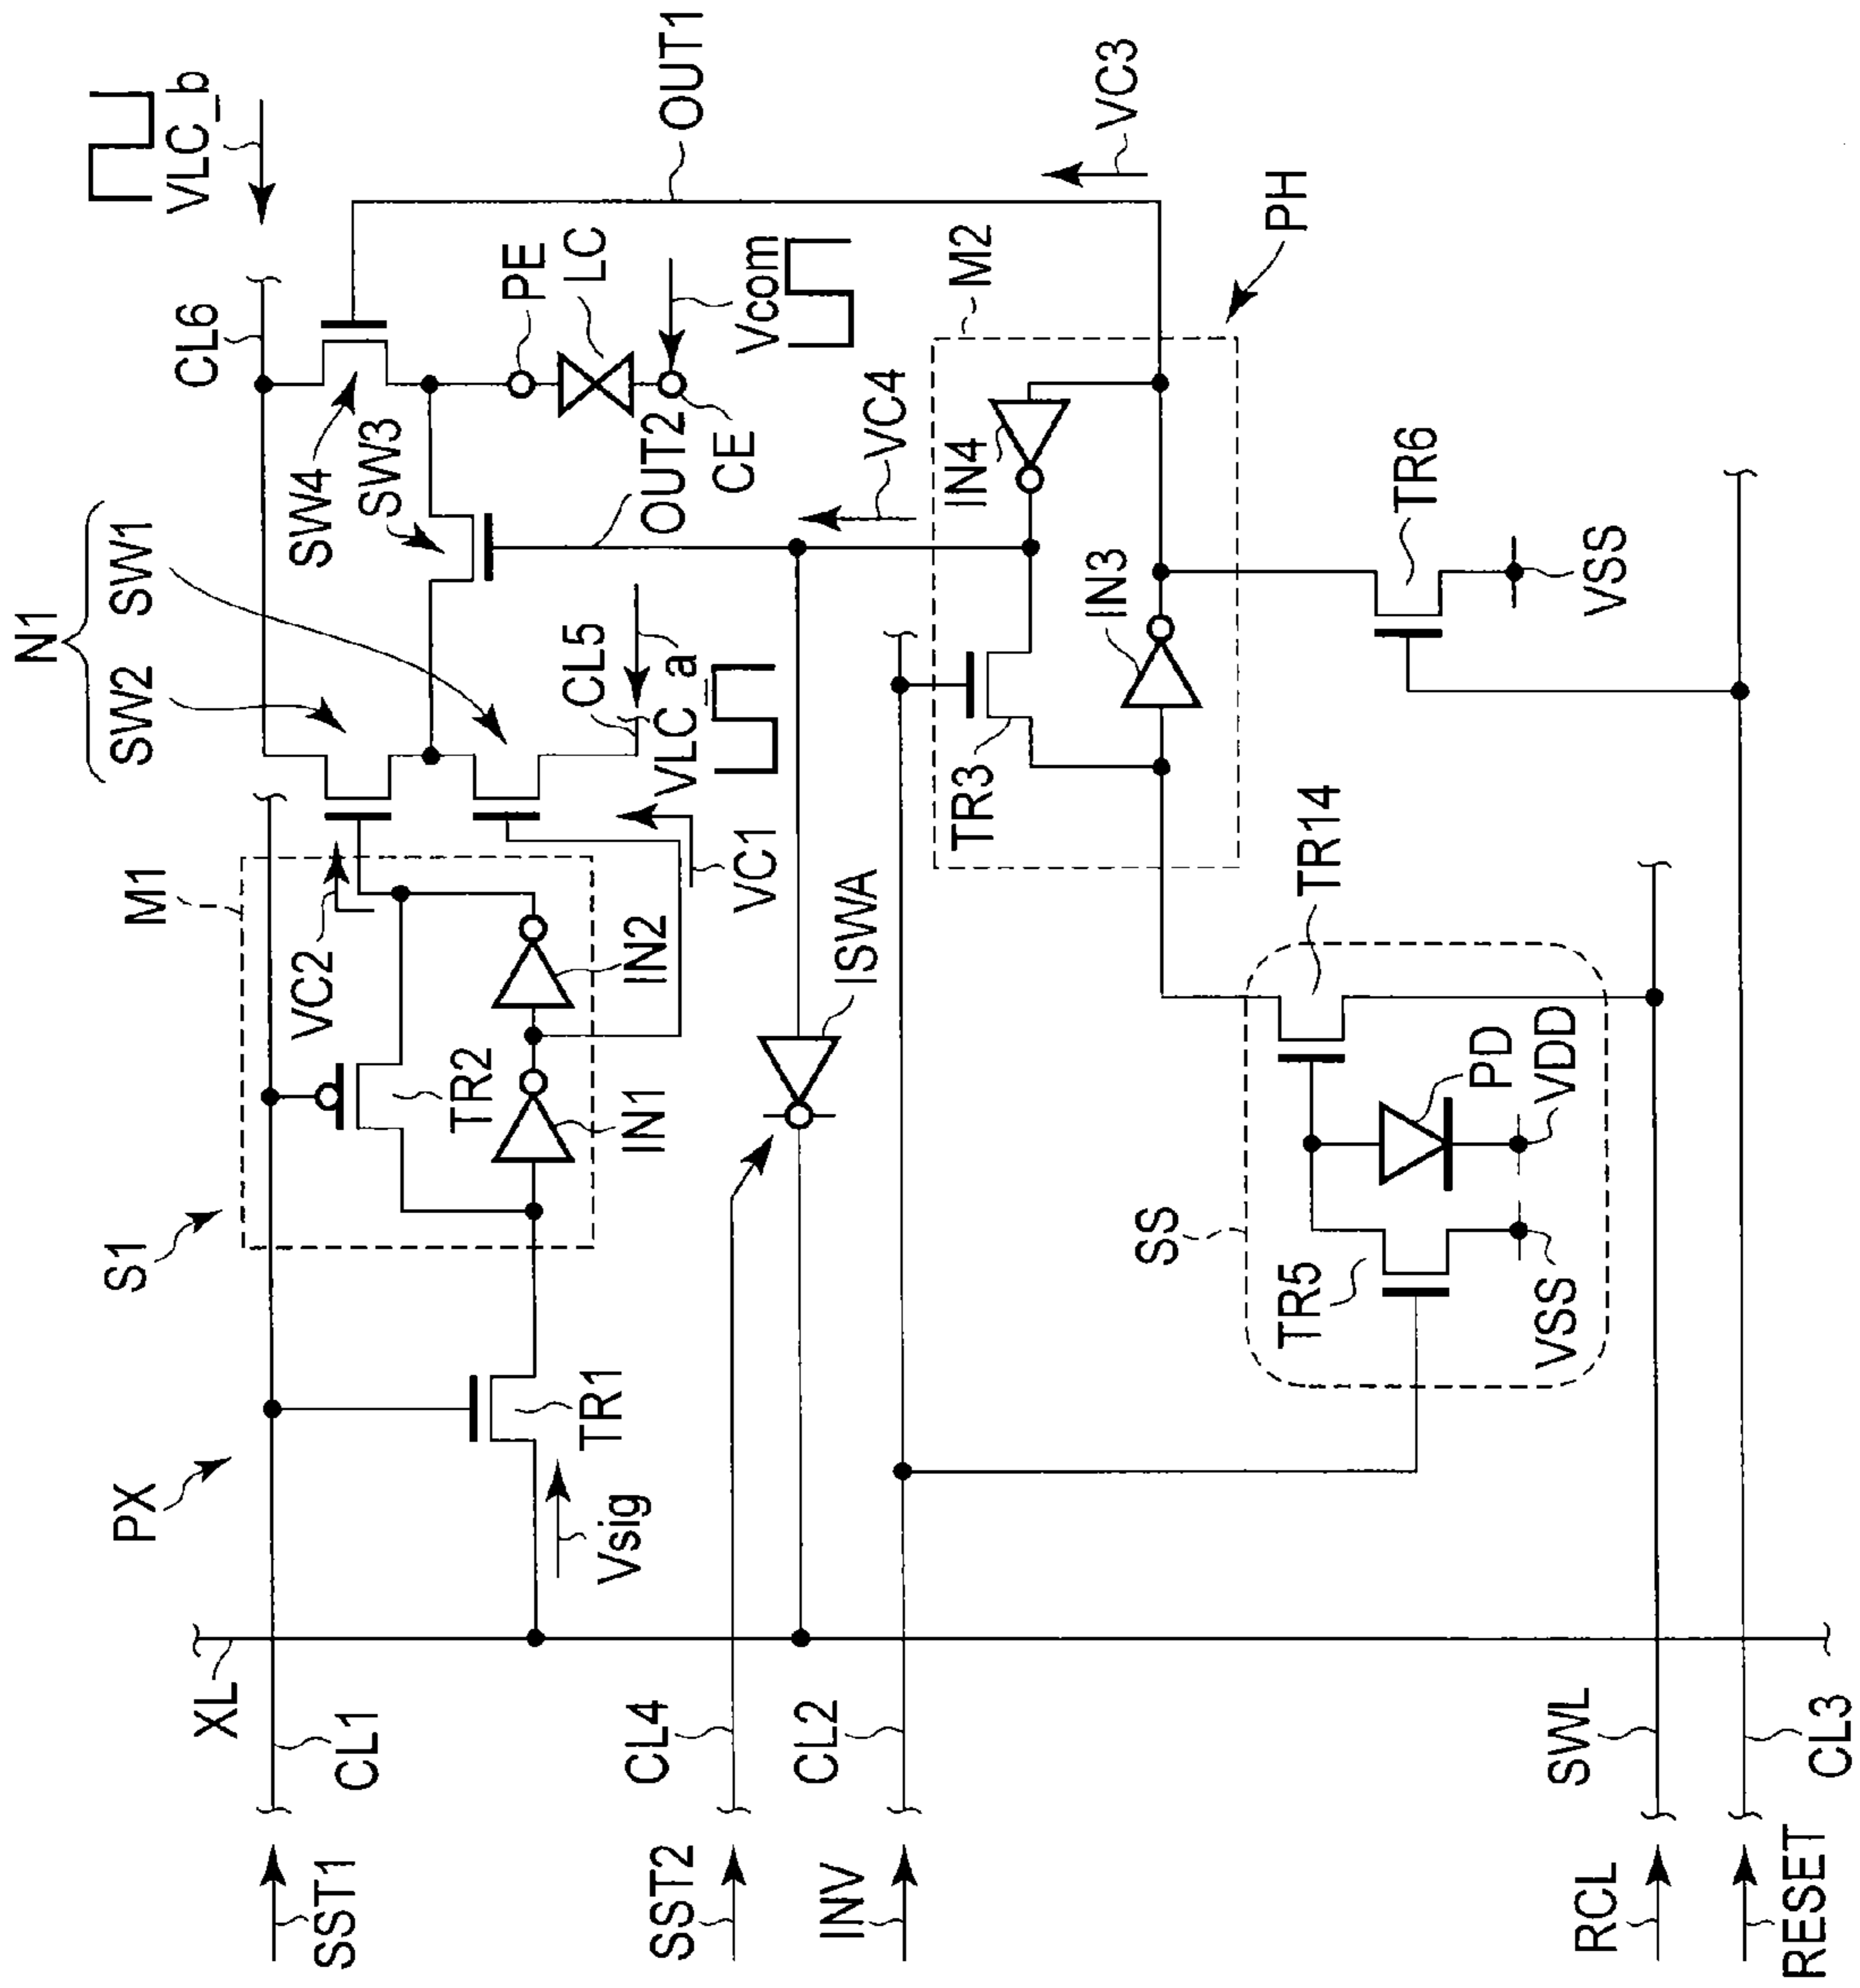 VLC_b
CL6
N1
SW2
SW1
SW4
SW3
PE
LC
OUT1
Vcom
CE
OUT2
CL5
VLC_a
VC3
PH
M2
VC4
IN4
IN3
TR3
TR6
VSS
M1
VC2
VC1
S1
TR2
IN2
IN1
ISWA
TR14
PD
VDD
SS
TR5
VSS
PX
TR1
Vsig
XL
CL1
CL4
CL2
SWL
CL3
SST1
SST2
INV
RCL
RESET